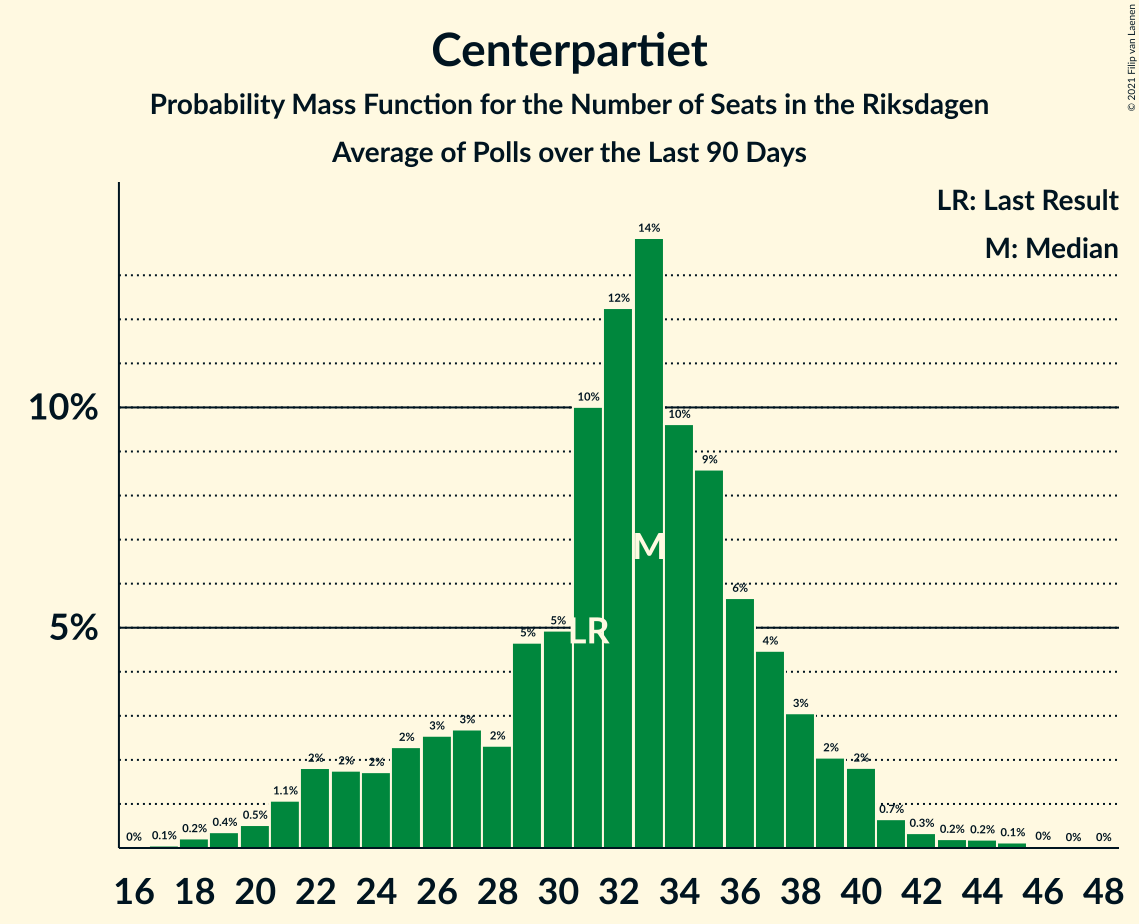 Centerpartiet
Probability Mass Function for the Number of Seats in the Riksdagen
Average of Polls over the Last 90 Days
© 2021 Filip van Laenen
LR: Last Result
M: Median
10%
5%
0% 0.1% 0.2% 0.4% 0.5% 1.1% 2% 2% 2% 2% 3% 3% 2% 5% 5% 10% 12% 14% 10% 9% 6% 4% 3% 2% 2% 0.7% 0.3% 0.2% 0.2% 0.1% 0% 0% 0%
LR
M
16 18 20 22 24 26 28 30 32 34 36 38 40 42 44 46 48